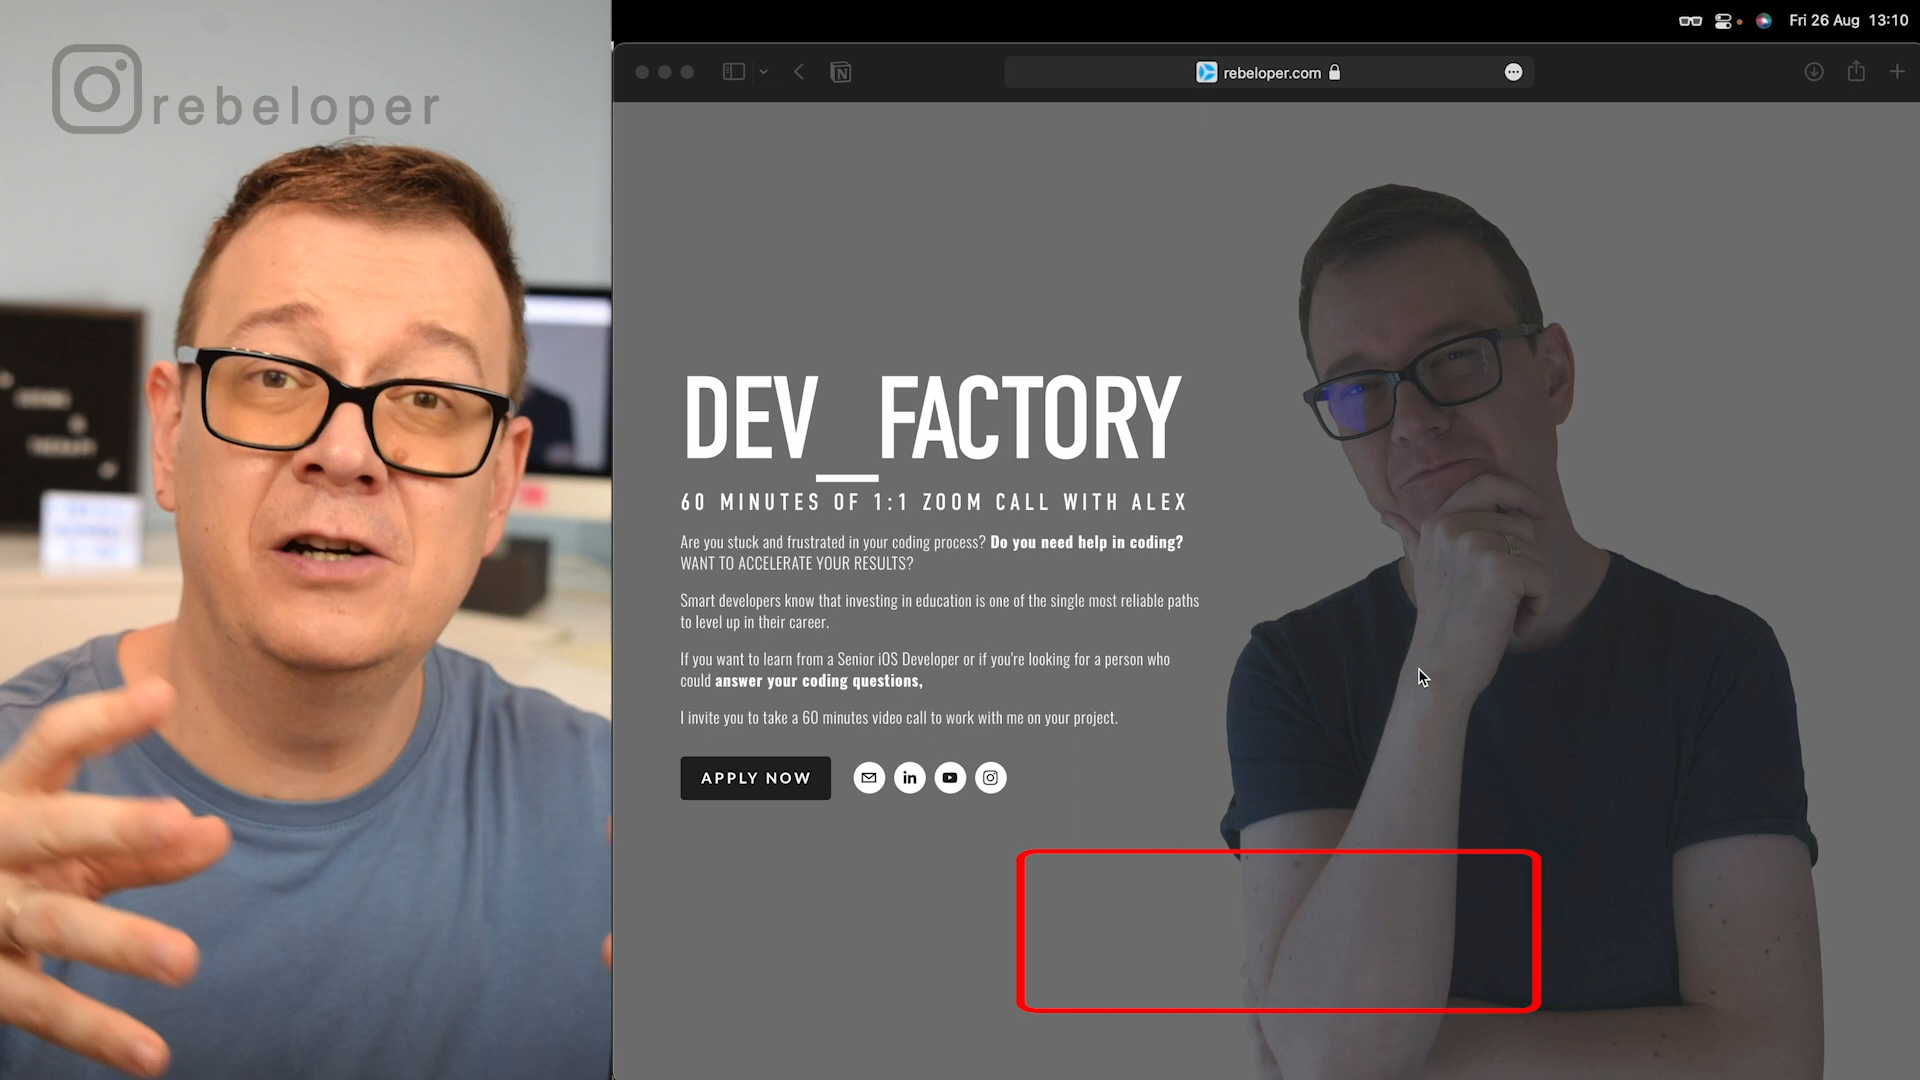 rebeloper
Fri 26 Aug 13:10
rebeloper.com
DEV_FACTORY
60 MINUTES OF 1:1 ZOOM CALL WITH ALEX
Are you stuck and frustrated in your coding process? Do you need help in coding?
WANT TO ACCELERATE YOUR RESULTS?
Smart developers know that investing in education is one of the single most reliable paths
to level up in their career.
If you want to learn from a Senior iOS Developer or if you're looking for a person who
could answer your coding questions,
I invite you to take a 60 minutes video call to work with me on your project.
APPLY NOW